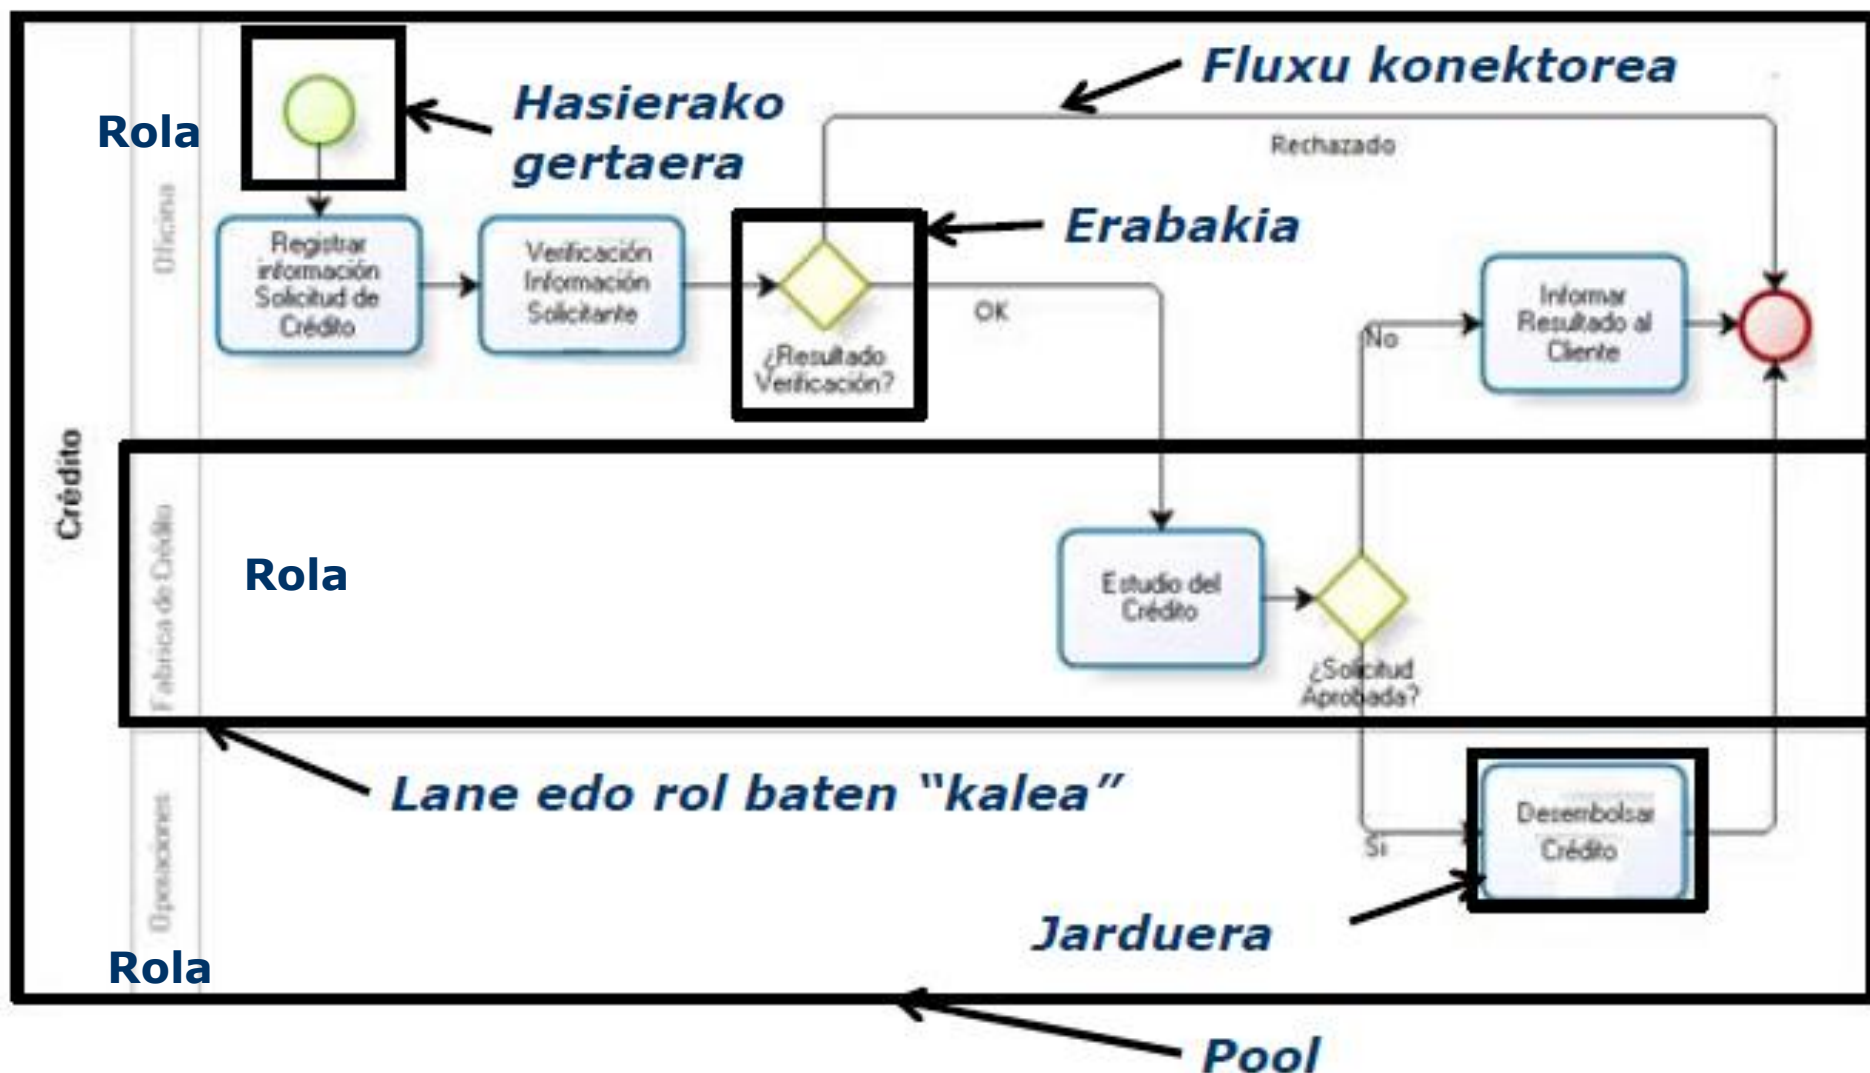 Fluxu konektorea
Hasierako
gertaera
Rola
Rechazado
Oficina
Erabakia
Registrar
información
Solicitud de
Crédito
Verificación
Información
Solicitante
¿Resultado
Verificación?
OK
No
Informar
Resultado al
Cliente
Crédito
Fabrica de Crédito
Rola
Estudio del
Crédito
¿Solicitud
Aprobada?
Lane edo rol baten “kalea”
Operaciones
Si
Desembolsar
Crédito
Jarduera
Rola
Pool